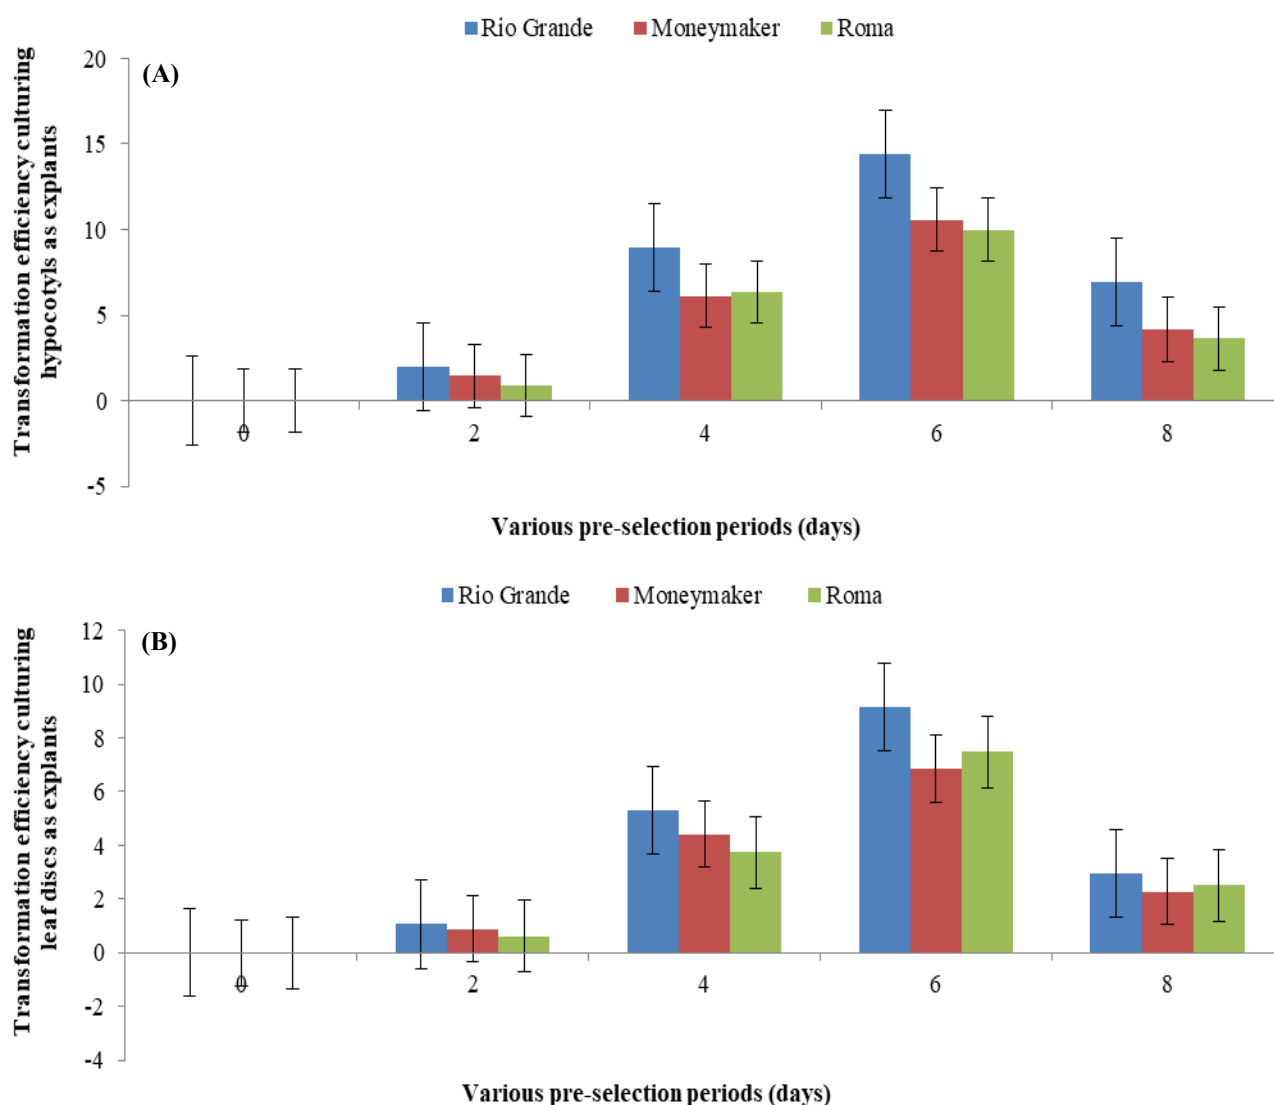 Rio Grande Moneymaker Roma
(A)
Transformation efficiency culturing
hypocotyls as explants
20
15
10
5
0
-5
0 2 4 6 8
Various pre-selection periods (days)
Rio Grande Moneymaker Roma
(B)
Transformation efficiency culturing
leaf discs as explants
12
10
8
6
4
2
0
-2
-4
0 2 4 6 8
Various pre-selection periods (days)